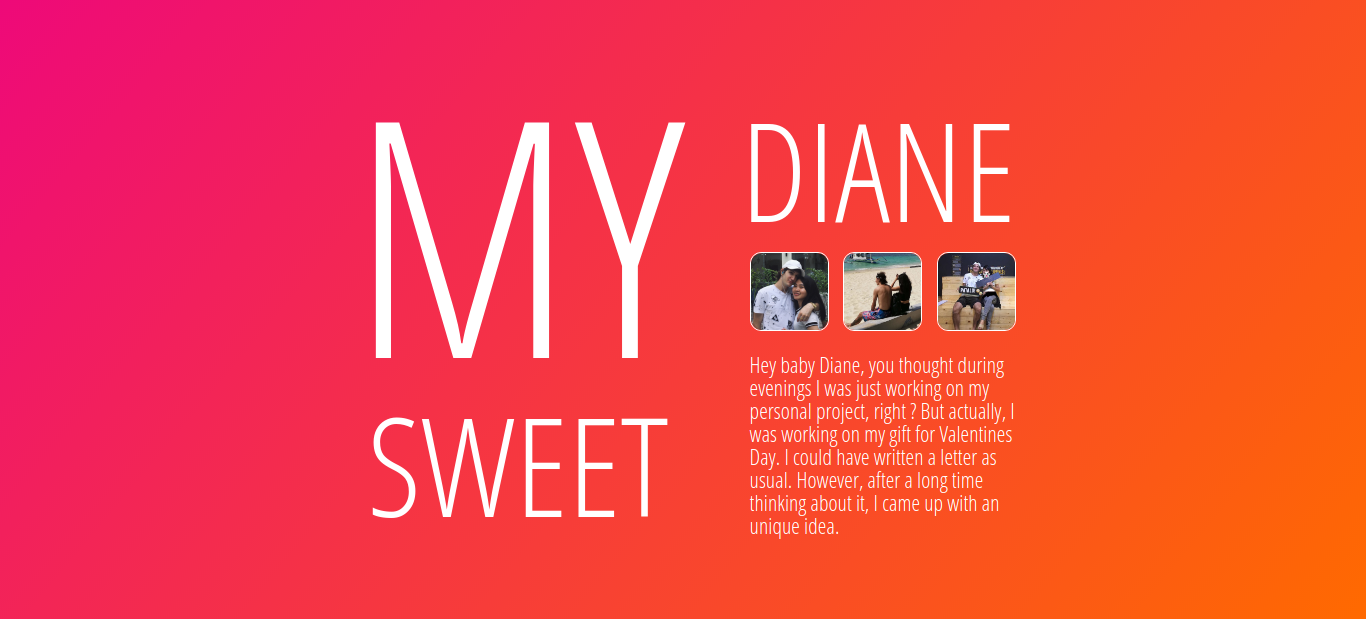 MY
SWEET
DIANE
Hey baby Diane, you thought during
evenings I was just working on my
personal project, right ? But actually, I
was working on my gift for Valentines
Day. I could have written a letter as
usual. However, after a long time
thinking about it, I came up with an
unique idea.